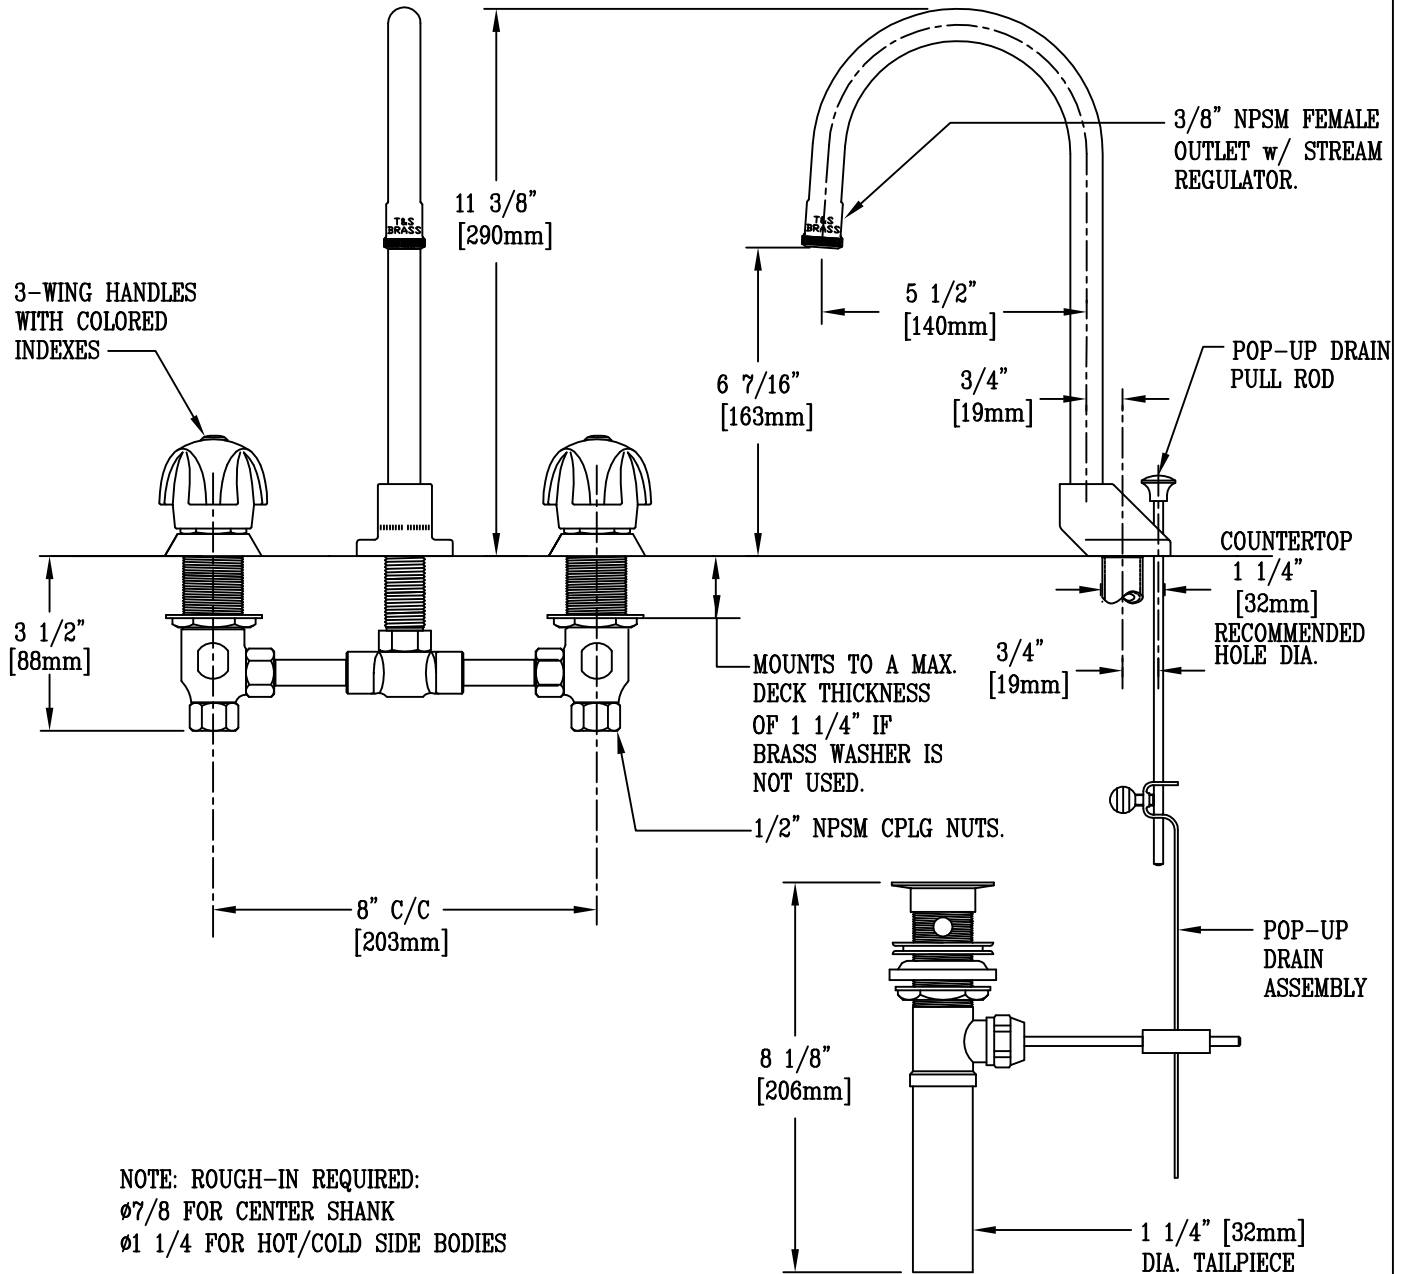 11 3/8"
[290mm]
3/8" NPSM FEMALE
OUTLET w/ STREAM
REGULATOR.
T&S
BRASS
T&S
BRASS
3-WING HANDLES
WITH COLORED
INDEXES
5 1/2"
[140mm]
6 7/16"
[163mm]
3/4"
[19mm]
POP-UP DRAIN
PULL ROD
COUNTERTOP
1 1/4"
[32mm]
RECOMMENDED
HOLE DIA.
3/4"
[19mm]
3 1/2"
[88mm]
MOUNTS TO A MAX.
DECK THICKNESS
OF 1 1/4" IF
BRASS WASHER IS
NOT USED.
1/2" NPSM CPLG NUTS.
8" C/C
[203mm]
POP-UP
DRAIN
ASSEMBLY
8 1/8"
[206mm]
NOTE: ROUGH-IN REQUIRED:
ø7/8 FOR CENTER SHANK
ø1 1/4 FOR HOT/COLD SIDE BODIES
1 1/4" [32mm]
DIA. TAILPIECE